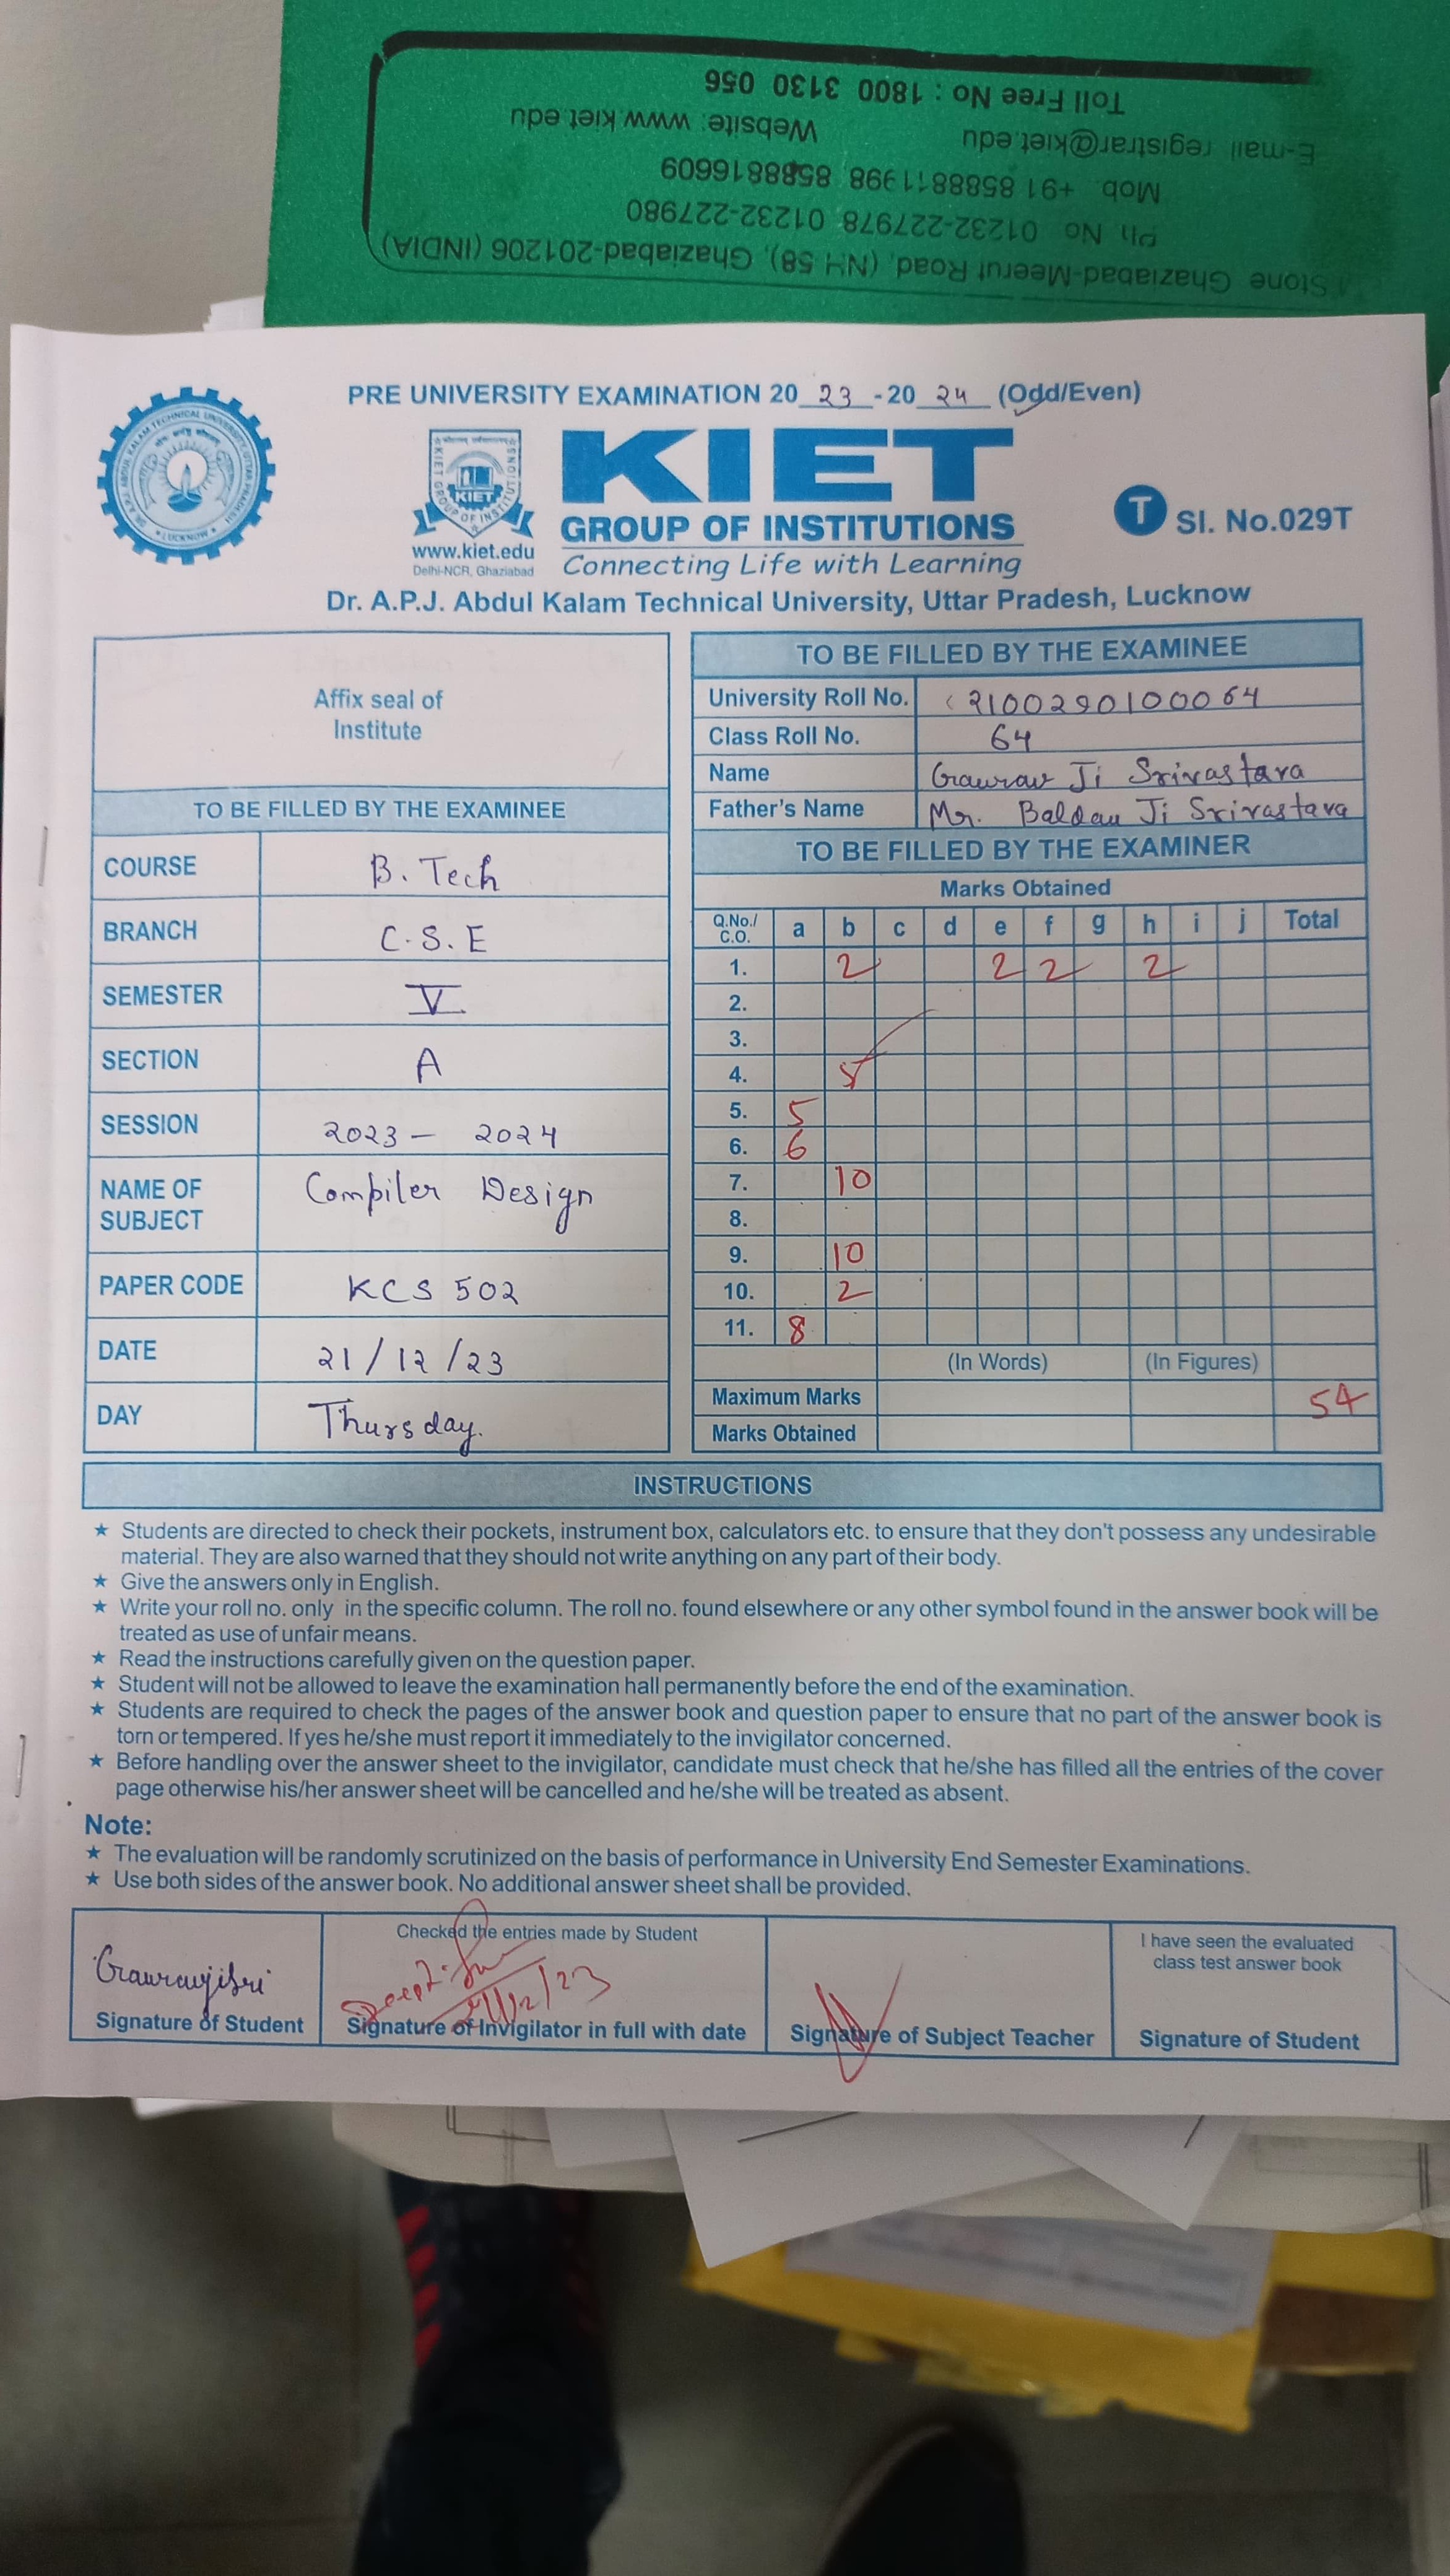 Stone Ghaziabad-Meerut Road, (NH 58), Ghaziabad-201206 (INDIA)
Ph. No 01232-227978, 01232-227980
Mob. +91 8588811998, 8588816609
E-mail registrar@kiet.edu Website: www.kiet.edu
Toll Free No : 1800 3130 056
PRE UNIVERSITY EXAMINATION 2023-2024 (Odd/Even)
KIET
GROUP OF INSTITUTIONS
Connecting Life with Learning
www.kiet.edu
Delhi-NCR, Ghaziabad
T Sl. No.029T
Dr. A.P.J. Abdul Kalam Technical University, Uttar Pradesh, Lucknow
Affix seal of
Institute
TO BE FILLED BY THE EXAMINEE
COURSE B. Tech
BRANCH C.S.E
SEMESTER V
SECTION A
SESSION 2023 - 2024
NAME OF
SUBJECT Compiler Design
PAPER CODE KCS 502
DATE 21/12/23
DAY Thursday.
TO BE FILLED BY THE EXAMINEE
University Roll No. 2100290100064
Class Roll No. 64
Name Gaurav Ji Srivastava
Father's Name Mr. Baldau Ji Srivastava
TO BE FILLED BY THE EXAMINER
Marks Obtained
Q.No./
C.O. a b c d e f g h i j Total
1. 2 2 2 2
2.
3.
4. 5
5. 5
6. 6
7. 10
8.
9. 10
10. 2
11. 8
(In Words) (In Figures)
Maximum Marks 54
Marks Obtained
INSTRUCTIONS
★ Students are directed to check their pockets, instrument box, calculators etc. to ensure that they don't possess any undesirable
material. They are also warned that they should not write anything on any part of their body.
★ Give the answers only in English.
★ Write your roll no. only in the specific column. The roll no. found elsewhere or any other symbol found in the answer book will be
treated as use of unfair means.
★ Read the instructions carefully given on the question paper.
★ Student will not be allowed to leave the examination hall permanently before the end of the examination.
★ Students are required to check the pages of the answer book and question paper to ensure that no part of the answer book is
torn or tempered. If yes he/she must report it immediately to the invigilator concerned.
★ Before handling over the answer sheet to the invigilator, candidate must check that he/she has filled all the entries of the cover
page otherwise his/her answer sheet will be cancelled and he/she will be treated as absent.
Note:
★ The evaluation will be randomly scrutinized on the basis of performance in University End Semester Examinations.
★ Use both sides of the answer book. No additional answer sheet shall be provided.
Gauravjisri
Signature of Student
Checked the entries made by Student
21/12/23
Signature of Invigilator in full with date
Signature of Subject Teacher
I have seen the evaluated
class test answer book
Signature of Student